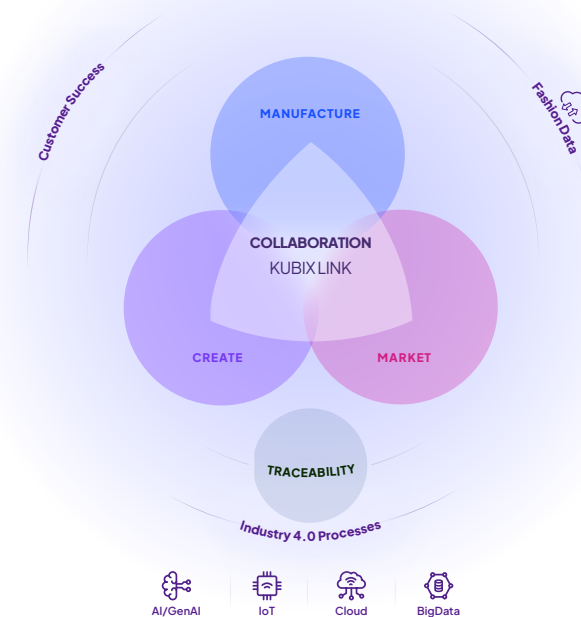 Customer Success
Fashion Data
MANUFACTURE
COLLABORATION
KUBIX LINK
CREATE
MARKET
TRACEABILITY
Industry 4.0 Processes
AI/GenAI
IoT
Cloud
BigData